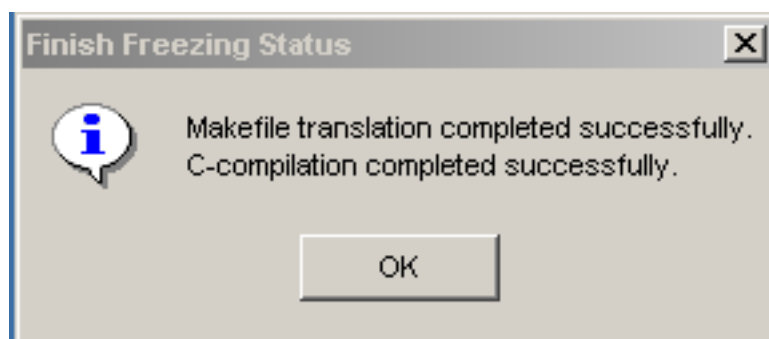 Finish Freezing Status
Makefile translation completed successfully.
C-compilation completed successfully.
OK